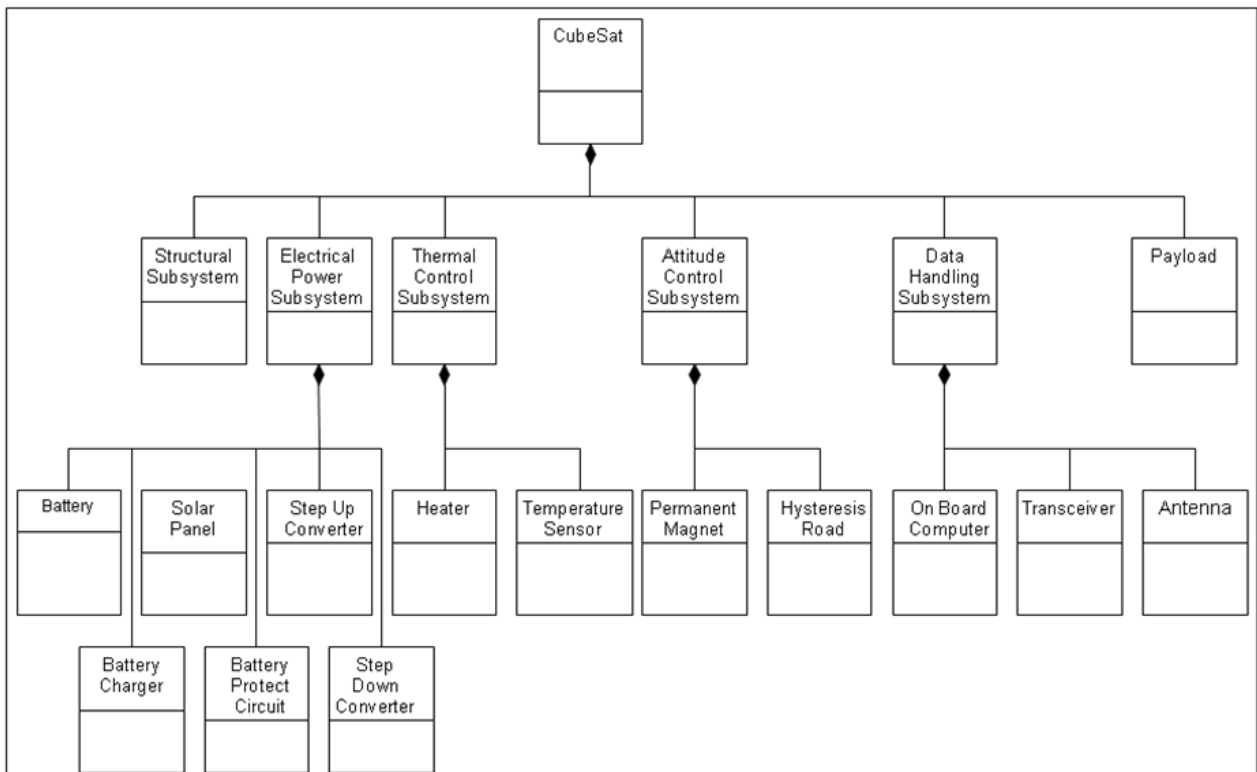 CubeSat
Structural
Subsystem
Electrical
Power
Subsystem
Thermal
Control
Subsystem
Attitude
Control
Subsystem
Data
Handling
Subsystem
Payload
Battery
Solar
Panel
Step Up
Converter
Heater
Temperature
Sensor
Permanent
Magnet
Hysteresis
Road
On Board
Computer
Transceiver
Antenna
Battery
Charger
Battery
Protect
Circuit
Step
Down
Converter